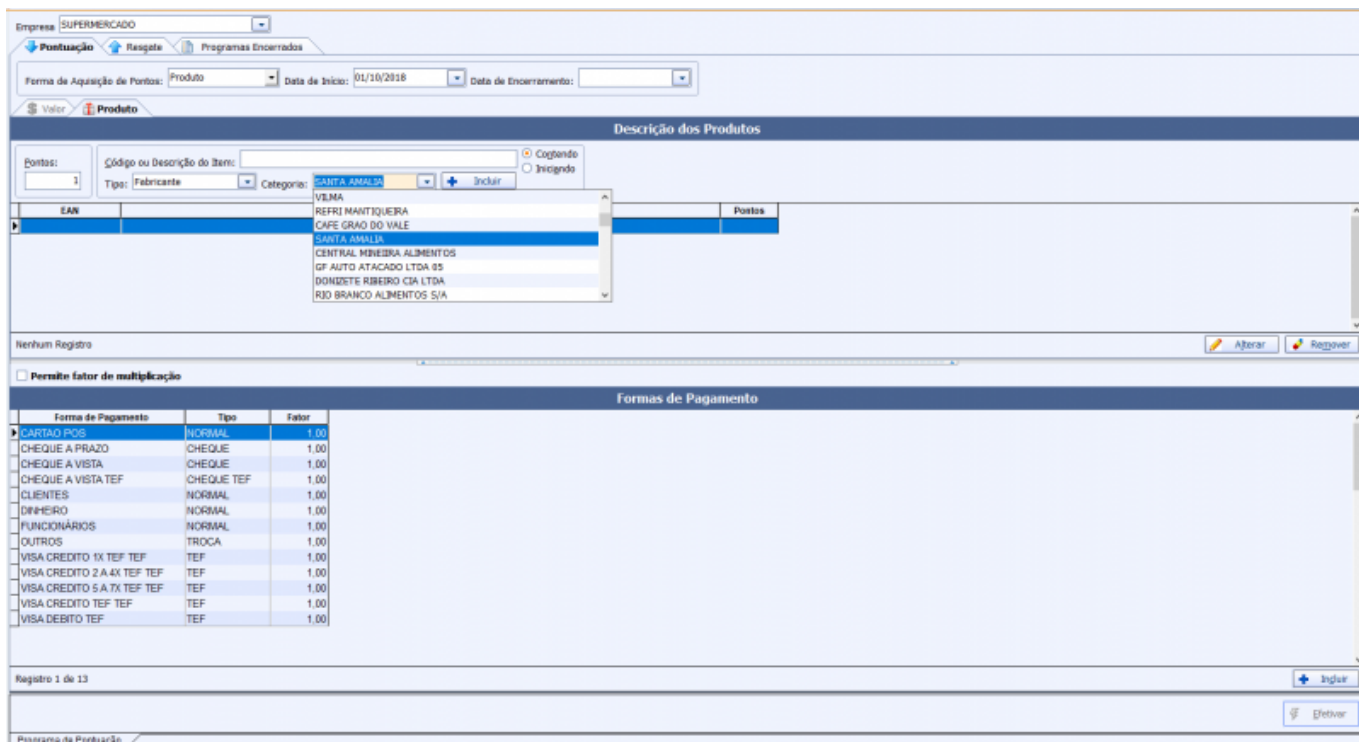 Empresa SUPERMERCADO
Pontuação Resgate Programas Encerrados
Forma de Aquisição de Pontos: Produto Data de Início: 01/10/2018 Data de Encerramento:
Valor Produto
Descrição dos Produtos
Pontos: Código ou Descrição do Item: Contendo
Iniciando
1 Tipo: Fabricante Categoria: SANTA AMALIA Incluir
VILMA
EAN REFRI MANTIQUEIRA Pontos
CAFE GRAO DO VALE
SANTA AMALIA
CENTRAL MINEIRA ALIMENTOS
GF AUTO ATACADO LTDA 05
DONIZETE RIBEIRO CIA LTDA
RIO BRANCO ALIMENTOS S/A
Nenhum Registro Alterar Remover
Permite fator de multiplicação
Formas de Pagamento
Forma de Pagamento Tipo Fator
CARTAO POS NORMAL 1,00
CHEQUE A PRAZO CHEQUE 1,00
CHEQUE A VISTA CHEQUE 1,00
CHEQUE A VISTA TEF CHEQUE TEF 1,00
CLIENTES NORMAL 1,00
DINHEIRO NORMAL 1,00
FUNCIONÁRIOS NORMAL 1,00
OUTROS TROCA 1,00
VISA CREDITO 1X TEF TEF TEF 1,00
VISA CREDITO 2 A 4X TEF TEF TEF 1,00
VISA CREDITO 5 A 7X TEF TEF TEF 1,00
VISA CREDITO TEF TEF TEF 1,00
VISA DEBITO TEF TEF 1,00
Registro 1 de 13 Incluir
Efetivar
Programa de Pontuação